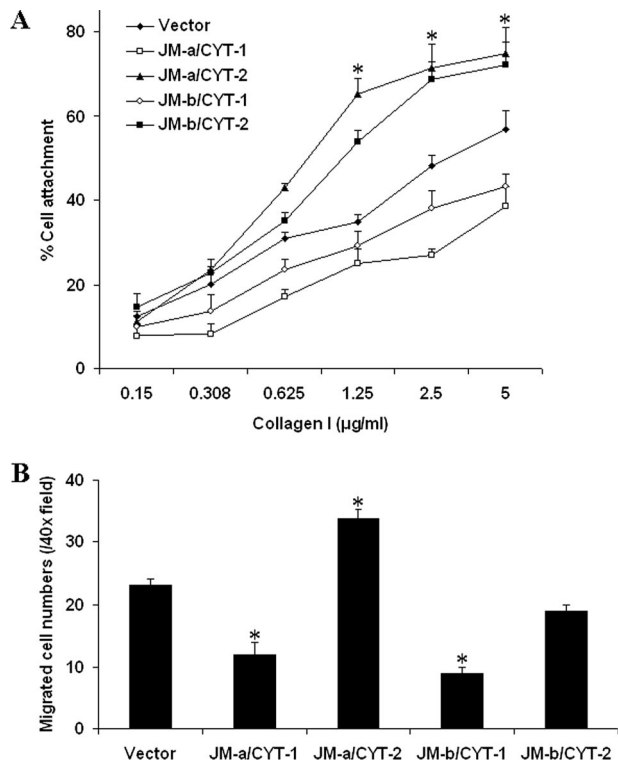 A
% Cell attachment
80
60
40
20
0
Vector
JM-a/CYT-1
JM-a/CYT-2
JM-b/CYT-1
JM-b/CYT-2
* * *
0.15 0.308 0.625 1.25 2.5 5
Collagen I (µg/ml)
B
Migrated cell numbers (/40x field)
40
30
20
10
0
* * *
Vector JM-a/CYT-1 JM-a/CYT-2 JM-b/CYT-1 JM-b/CYT-2